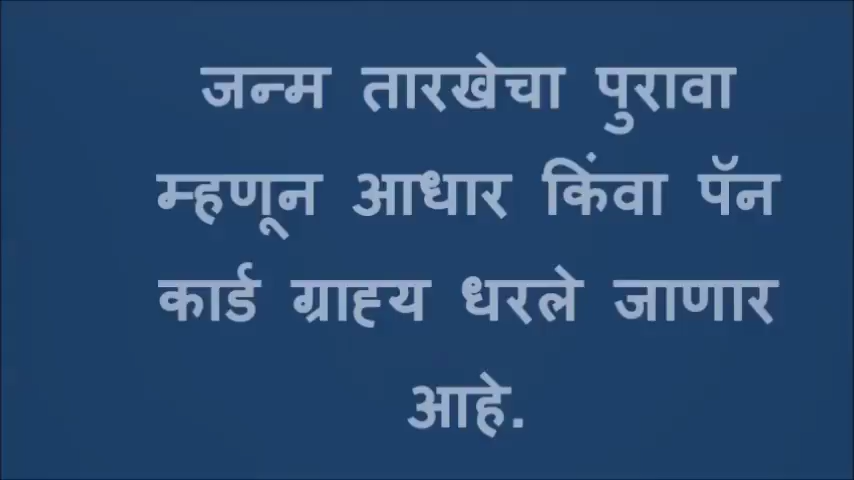 जन्म तारखेचा पुरावा
म्हणून आधार किंवा पॅन
कार्ड ग्राह्य धरले जाणार
आहे.